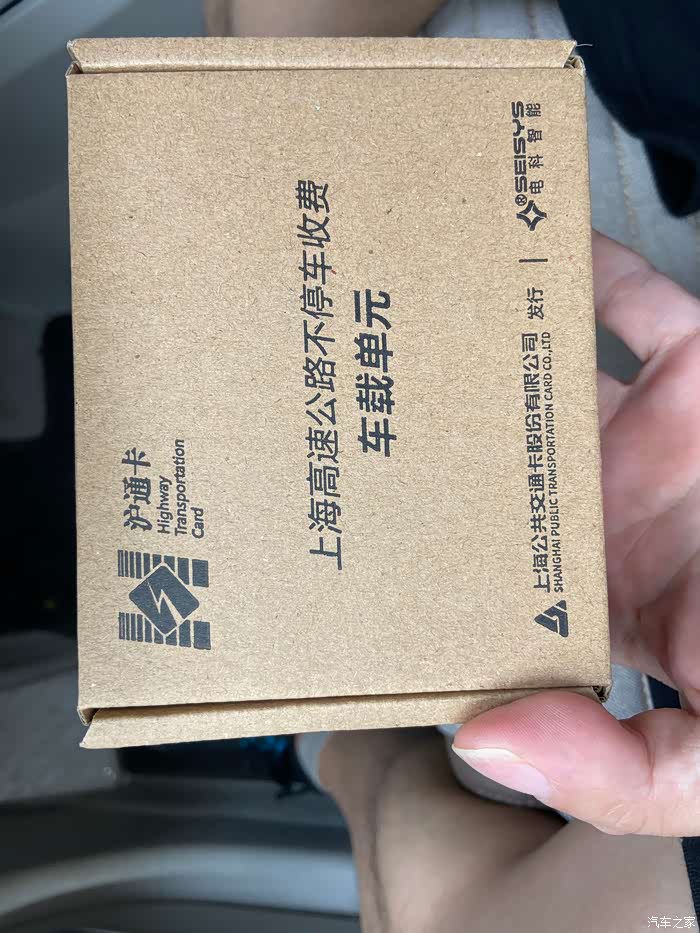 沪通卡
Highway
Transportation
Card
上海高速公路不停车收费
车载单元
上海公共交通卡股份有限公司 发行 |
SHANGHAI PUBLIC TRANSPORTATION CARD CO.,LTD
®SEISYS
电科智能
汽车之家